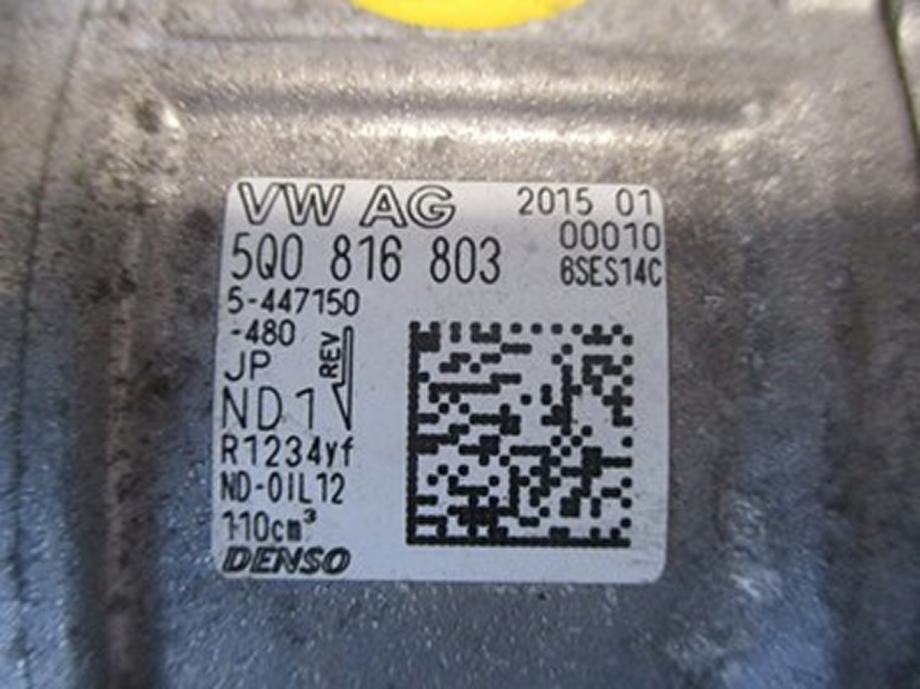 VW AG 2015 01
00010
5Q0 816 803 6SES14C
5-447150
-480
JP REV
ND1
R1234yf
ND-OIL12
110cm³
DENSO